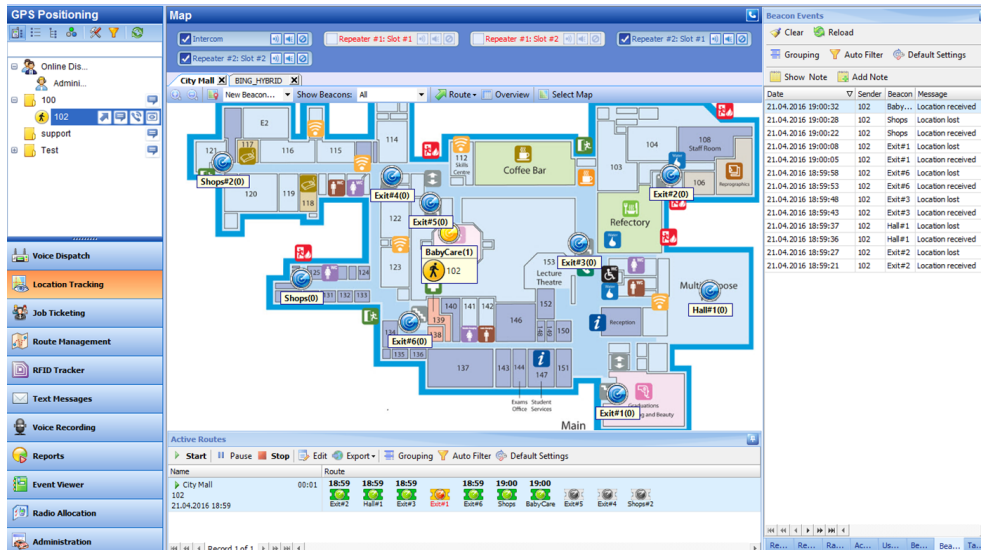 GPS Positioning
Online Dis...
Admini...
100
102
support
Test
Voice Dispatch
Location Tracking
Job Ticketing
Route Management
RFID Tracker
Text Messages
Voice Recording
Reports
Event Viewer
Radio Allocation
Administration
Map
Intercom
Repeater #1: Slot #1
Repeater #1: Slot #2
Repeater #2: Slot #1
Repeater #2: Slot #2
City Mall
BING_HYBRID
New Beacon...
Show Beacons:
All
Route
Overview
Select Map
E2
114
121
117
116
115
112
Skills
Centre
Coffee Bar
103
104
108
Staff Room
Shops#2(0)
120
119
118
Exit#4(0)
Exit#2(0)
106
Reprographics
122
Exit#5(0)
Refectory
BabyCare(1)
102
123
153
Lecture
Theatre
Exit#3(0)
125
124
Shops(0)
131
132
133
Hall#1(0)
140
141
142
139
138
146
152
150
Reception
134
Exit#6(0)
135
136
137
143
144
147
151
Exams
Office
Student
Services
Exit#1(0)
Main
Active Routes
Start
Pause
Stop
Edit
Export
Grouping
Auto Filter
Default Settings
Name
Route
City Mall
00:01
102
21.04.2016 18:59
18:59 18:59 18:59 18:59 19:00 19:00
Exit#2 Hall#1 Exit#3 Exit#1 Exit#6 Shops BabyCare Exit#5 Exit#4 Shops#2
Record 1 of 1
Beacon Events
Clear
Reload
Grouping
Auto Filter
Default Settings
Show Note
Add Note
Date Sender Beacon Message
21.04.2016 19:00:32 102 Baby... Location received
21.04.2016 19:00:28 102 Shops Location lost
21.04.2016 19:00:22 102 Shops Location received
21.04.2016 19:00:08 102 Exit#1 Location lost
21.04.2016 19:00:05 102 Exit#1 Location received
21.04.2016 18:59:58 102 Exit#6 Location lost
21.04.2016 18:59:53 102 Exit#6 Location received
21.04.2016 18:59:48 102 Exit#3 Location lost
21.04.2016 18:59:43 102 Exit#3 Location received
21.04.2016 18:59:37 102 Hall#1 Location lost
21.04.2016 18:59:36 102 Hall#1 Location received
21.04.2016 18:59:27 102 Exit#2 Location lost
21.04.2016 18:59:21 102 Exit#2 Location received
Re... Re... Ra... Ac... Us... Be... Bea... Ta...